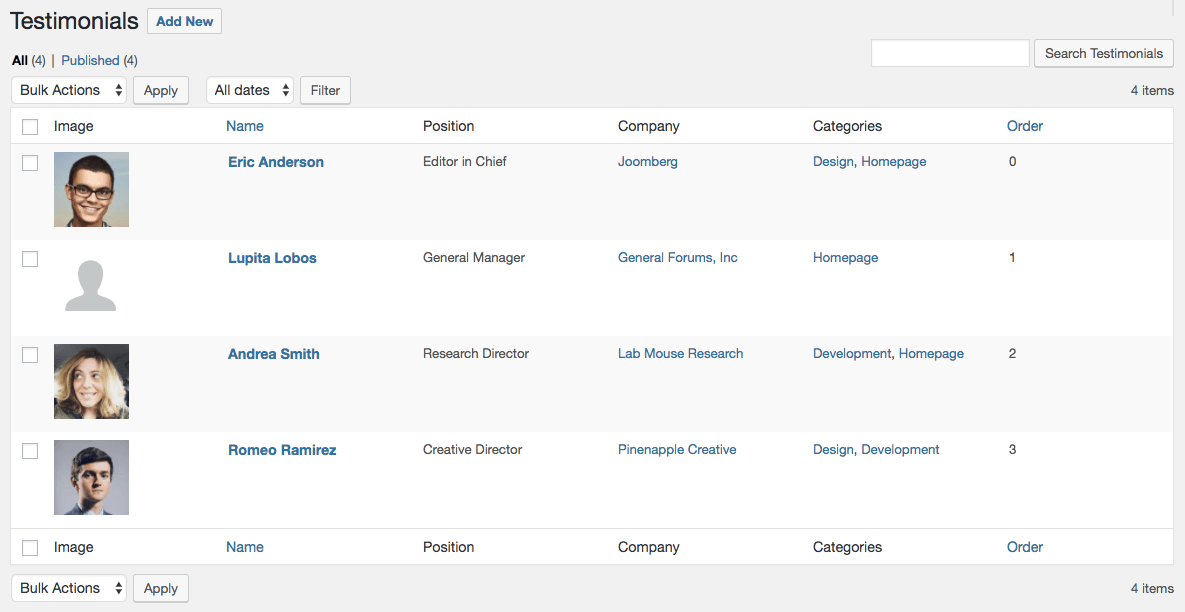 Testimonials Add New
All (4) | Published (4)
Search Testimonials
Bulk Actions Apply All dates Filter 4 items
Image Name Position Company Categories Order
Eric Anderson Editor in Chief Joomberg Design, Homepage 0
Lupita Lobos General Manager General Forums, Inc Homepage 1
Andrea Smith Research Director Lab Mouse Research Development, Homepage 2
Romeo Ramirez Creative Director Pinenapple Creative Design, Development 3
Image Name Position Company Categories Order
Bulk Actions Apply 4 items